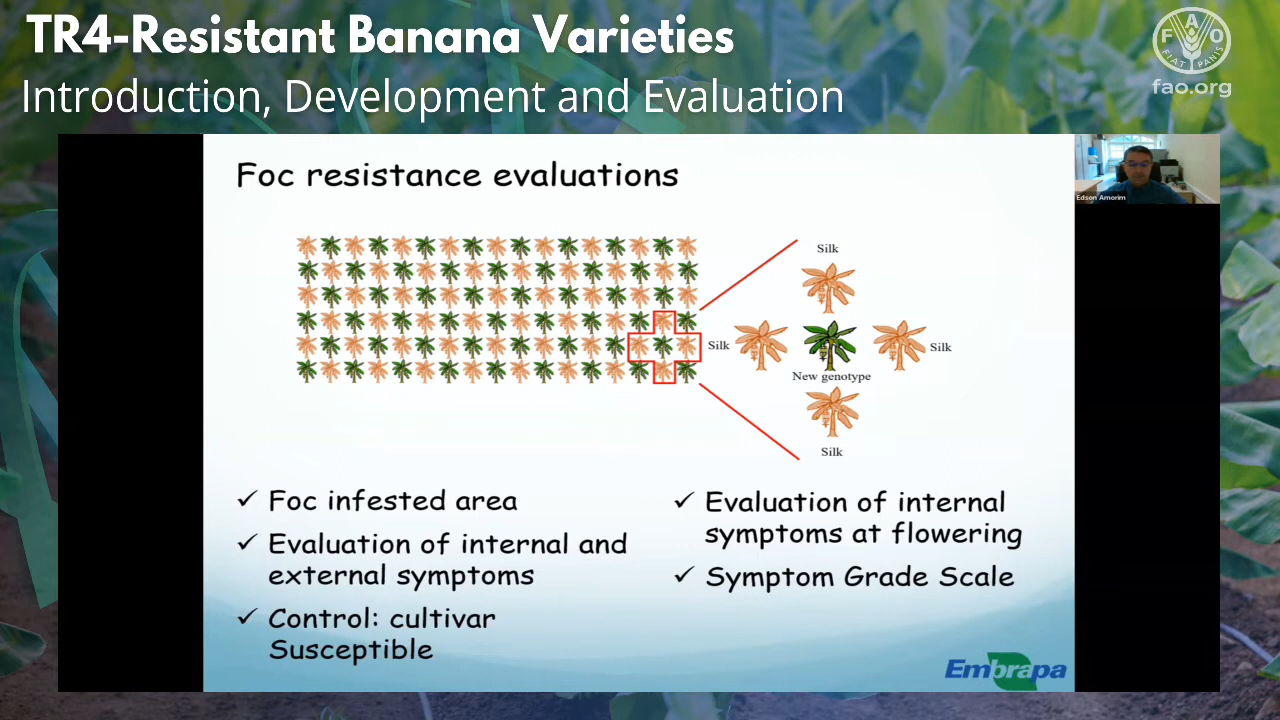 TR4-Resistant Banana Varieties
Introduction, Development and Evaluation
F A O
FIAT PANIS
fao.org
Edson Amorim
Foc resistance evaluations
Silk
Silk
Silk
New genotype
Silk
✓ Foc infested area
✓ Evaluation of internal and
external symptoms
✓ Control: cultivar
Susceptible
✓ Evaluation of internal
symptoms at flowering
✓ Symptom Grade Scale
Embrapa